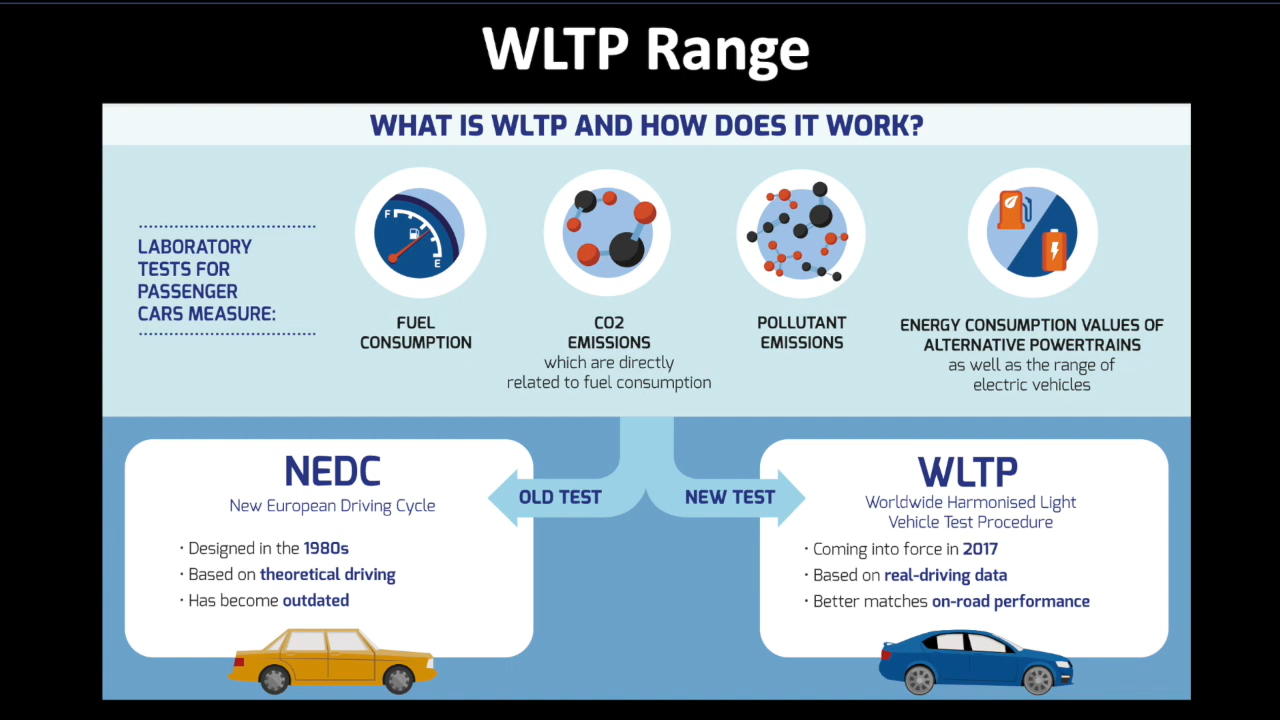 WLTP Range
WHAT IS WLTP AND HOW DOES IT WORK?
LABORATORY
TESTS FOR
PASSENGER
CARS MEASURE:
F
E
FUEL
CONSUMPTION
CO2
EMISSIONS
which are directly
related to fuel consumption
POLLUTANT
EMISSIONS
ENERGY CONSUMPTION VALUES OF
ALTERNATIVE POWERTRAINS
as well as the range of
electric vehicles
OLD TEST
NEW TEST
NEDC
New European Driving Cycle
· Designed in the 1980s
· Based on theoretical driving
· Has become outdated
WLTP
Worldwide Harmonised Light
Vehicle Test Procedure
· Coming into force in 2017
· Based on real-driving data
· Better matches on-road performance